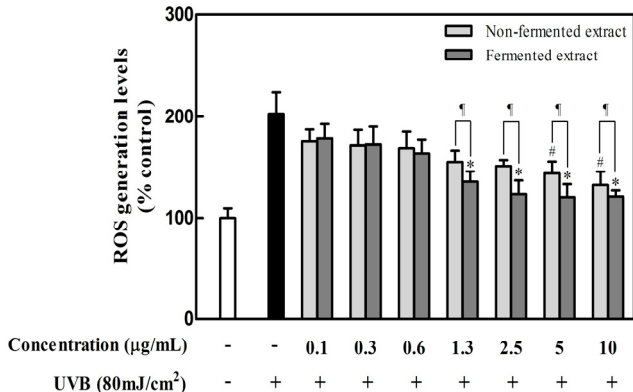 ROS generation levels
(% control)
300
200
100
0
Non-fermented extract
Fermented extract
¶ ¶ ¶ ¶
# #
* * * *
Concentration (μg/mL) - - 0.1 0.3 0.6 1.3 2.5 5 10
UVB (80mJ/cm²) - + + + + + + + +